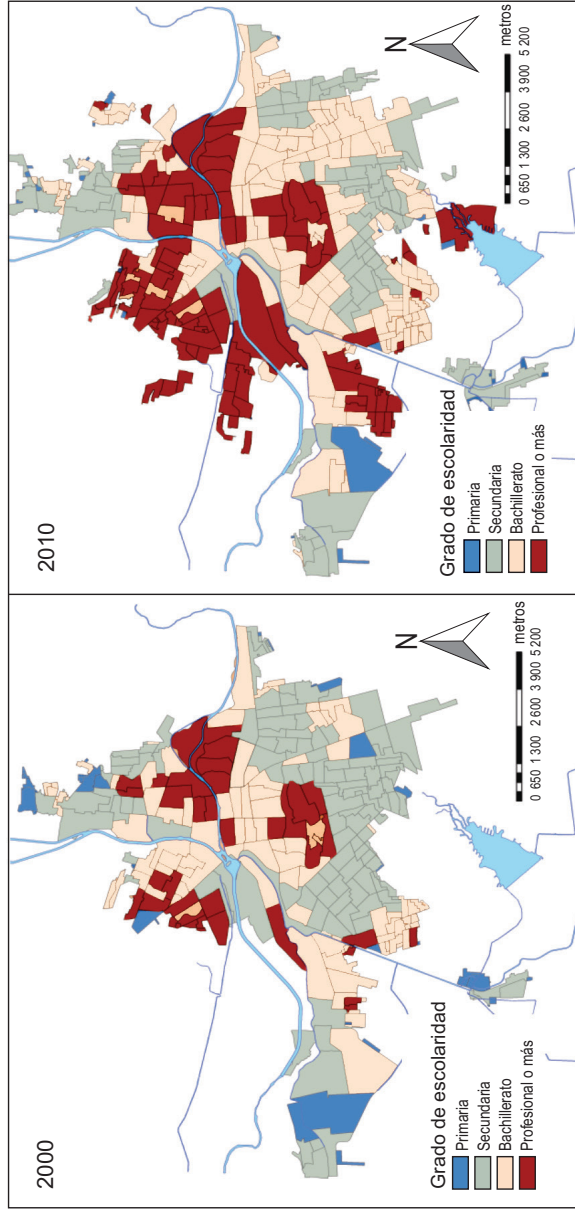 2000
Grado de escolaridad
Primaria
Secundaria
Bachillerato
Profesional o más
N
metros
0 650 1 300 2 600 3 900 5 200
2010
Grado de escolaridad
Primaria
Secundaria
Bachillerato
Profesional o más
N
metros
0 650 1 300 2 600 3 900 5 200